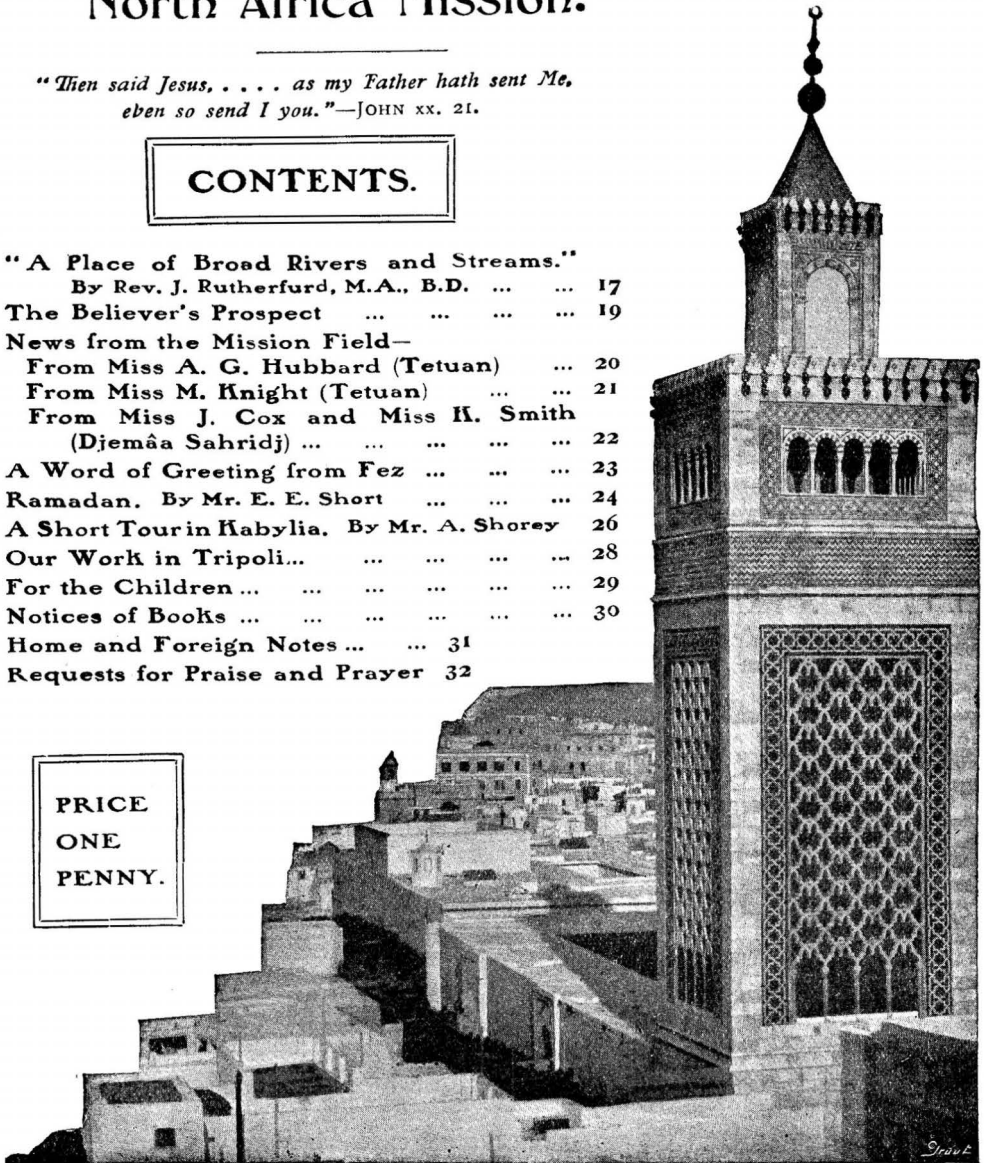 North Africa Mission.
"Then said Jesus, . . . . . as my Father hath sent Me,
eben so send I you."—JOHN xx. 21.
CONTENTS.
"A Place of Broad Rivers and Streams."
By Rev. J. Rutherfurd, M.A., B.D. ... ... 17
The Believer's Prospect ... ... ... ... 19
News from the Mission Field—
From Miss A. G. Hubbard (Tetuan) ... 20
From Miss M. Knight (Tetuan) ... ... 21
From Miss J. Cox and Miss K. Smith
(Djemâa Sahridj) ... ... ... ... ... 22
A Word of Greeting from Fez ... ... ... 23
Ramadan. By Mr. E. E. Short ... ... ... 24
A Short Tour in Kabylia. By Mr. A. Shorey 26
Our Work in Tripoli... ... ... ... ... 28
For the Children ... ... ... ... ... ... 29
Notices of Books ... ... ... ... ... ... 30
Home and Foreign Notes ... ... 31
Requests for Praise and Prayer 32
PRICE
ONE
PENNY.